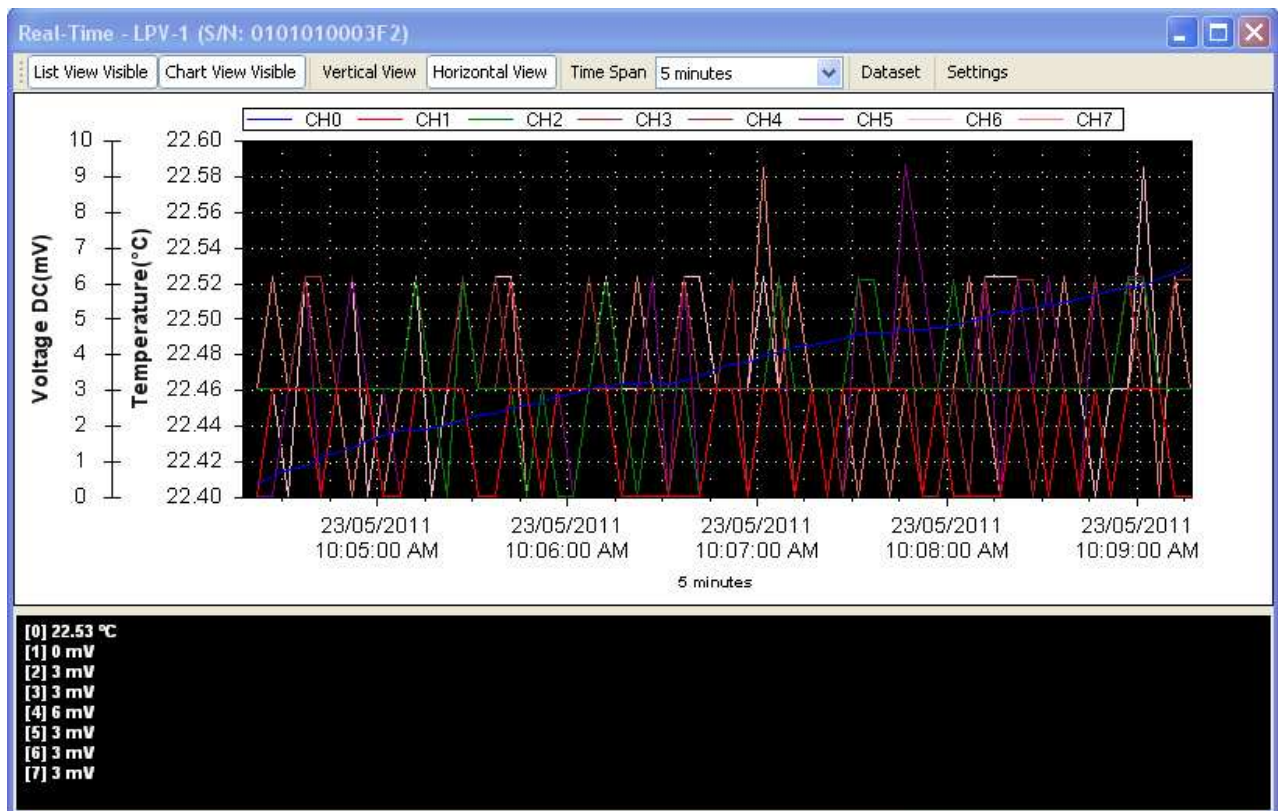 Real-Time - LPV-1 (S/N: 0101010003F2)
List View Visible Chart View Visible Vertical View Horizontal View Time Span 5 minutes Dataset Settings
CH0 CH1 CH2 CH3 CH4 CH5 CH6 CH7
Voltage DC(mV)
10
9
8
7
6
5
4
3
2
1
0
Temperature(°C)
22.60
22.58
22.56
22.54
22.52
22.50
22.48
22.46
22.44
22.42
22.40
23/05/2011 23/05/2011 23/05/2011 23/05/2011 23/05/2011
10:05:00 AM 10:06:00 AM 10:07:00 AM 10:08:00 AM 10:09:00 AM
5 minutes
[0] 22.53 ºC
[1] 0 mV
[2] 3 mV
[3] 3 mV
[4] 6 mV
[5] 3 mV
[6] 3 mV
[7] 3 mV